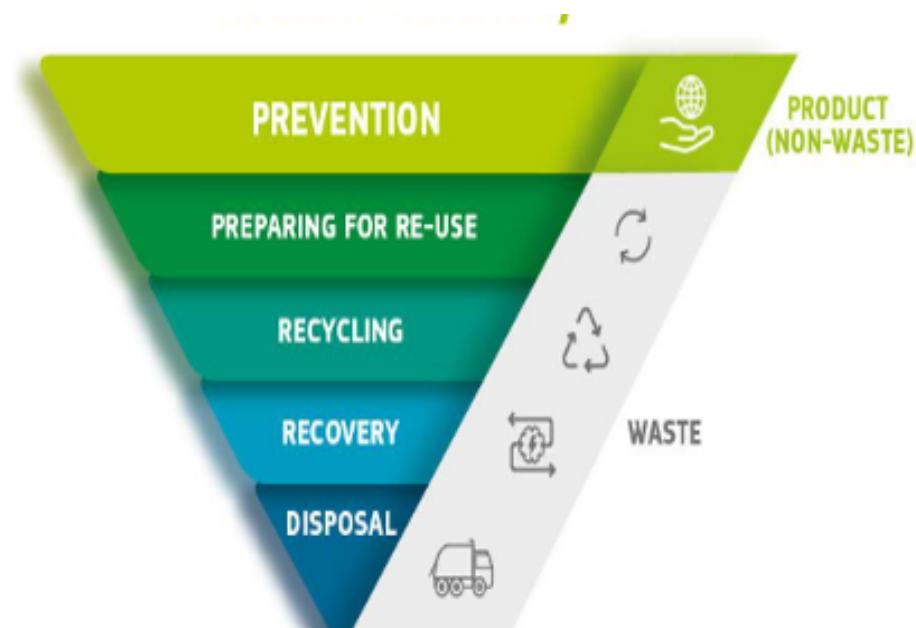 PREVENTION
PRODUCT
(NON-WASTE)
PREPARING FOR RE-USE
RECYCLING
RECOVERY
WASTE
DISPOSAL